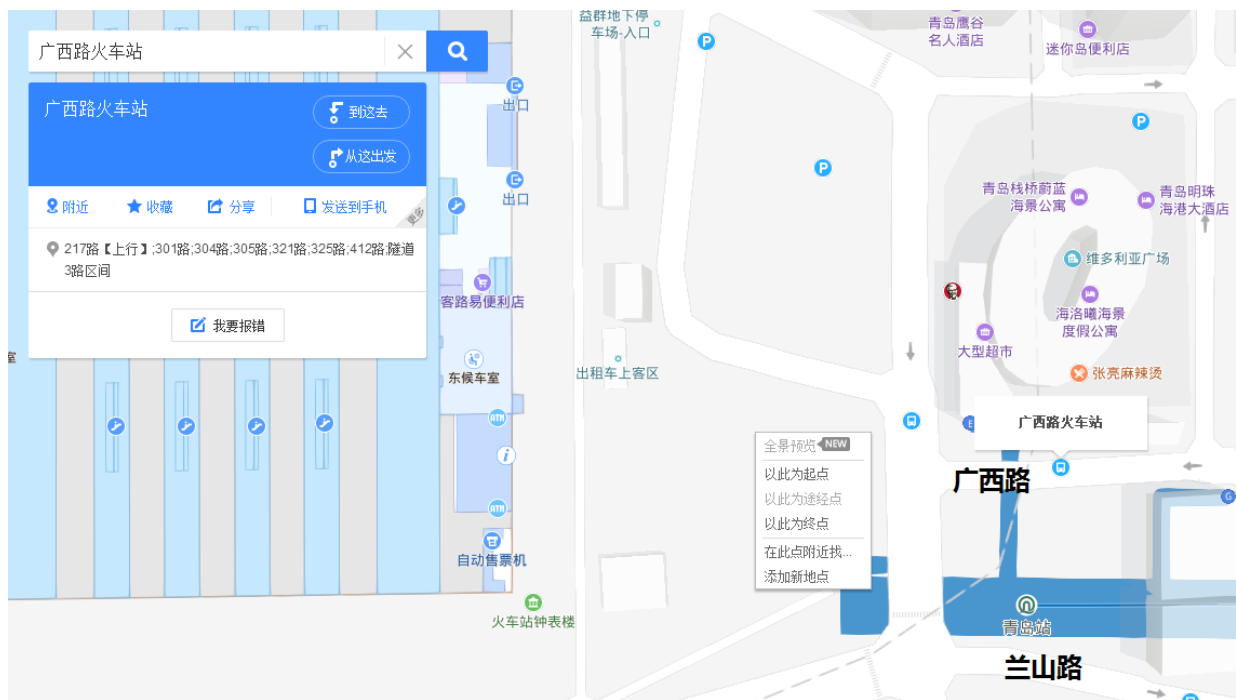 广西路火车站
广西路火车站
到这去
从这出发
附近
收藏
分享
发送到手机
更多
217路【上行】;301路;304路;305路;321路;325路;412路;隧道
3路区间
我要报错
室
益群地下停
车场-入口
P
青岛鹰谷
名人酒店
迷你岛便利店
出口
P
P
出口
青岛栈桥蔚蓝
海景公寓
青岛明珠
海港大酒店
维多利亚广场
客路易便利店
海洛曦海景
度假公寓
大型超市
东候车室
出租车上客区
张亮麻辣烫
ATM
E
广西路火车站
全景预览
NEW
以此为起点
以此为途经点
以此为终点
在此点附近找...
添加新地点
广西路
i
G
ATM
自动售票机
火车站钟表楼
青岛站
兰山路